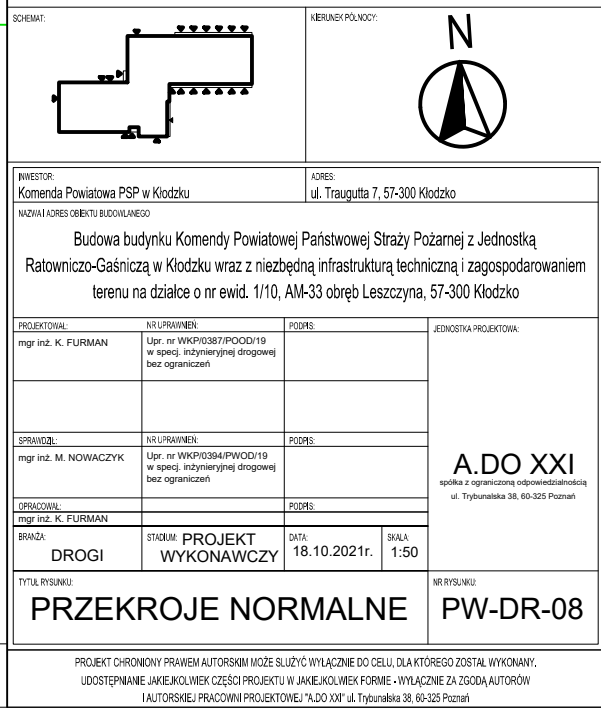 SCHEMAT:
KIERUNEK PÓŁNOCY:
N
INWESTOR:
Komenda Powiatowa PSP w Kłodzku
ADRES:
ul. Traugutta 7, 57-300 Kłodzko
NAZWA I ADRES OBIEKTU BUDOWLANEGO
Budowa budynku Komendy Powiatowej Państwowej Straży Pożarnej z Jednostką
Ratowniczo-Gaśniczą w Kłodzku wraz z niezbędną infrastrukturą techniczną i zagospodarowaniem
terenu na działce o nr ewid. 1/10, AM-33 obręb Leszczyna, 57-300 Kłodzko
PROJEKTOWAŁ:
NR UPRAWNIEŃ:
PODPIS:
JEDNOSTKA PROJEKTOWA:
mgr inż. K. FURMAN
Upr. nr WKP/0387/POOD/19
w specj. inżynieryjnej drogowej
bez ograniczeń
SPRAWDZIŁ:
NR UPRAWNIEŃ:
PODPIS:
mgr inż. M. NOWACZYK
Upr. nr WKP/0394/PWOD/19
w specj. inżynieryjnej drogowej
bez ograniczeń
A.DO XXI
spółka z ograniczoną odpowiedzialnością
ul. Trybunalska 38, 60-325 Poznań
OPRACOWAŁ:
PODPIS:
mgr inż. K. FURMAN
BRANŻA:
DROGI
STADIUM: PROJEKT
WYKONAWCZY
DATA:
18.10.2021r.
SKALA:
1:50
TYTUŁ RYSUNKU:
PRZEKROJE NORMALNE
NR RYSUNKU:
PW-DR-08
PROJEKT CHRONIONY PRAWEM AUTORSKIM MOŻE SŁUŻYĆ WYŁĄCZNIE DO CELU, DLA KTÓREGO ZOSTAŁ WYKONANY.
UDOSTĘPNIANIE JAKIEJKOLWIEK CZĘŚCI PROJEKTU W JAKIEJKOLWIEK FORMIE - WYŁĄCZNIE ZA ZGODĄ AUTORÓW
I AUTORSKIEJ PRACOWNI PROJEKTOWEJ "A.DO XXI" ul. Trybunalska 38, 60-325 Poznań